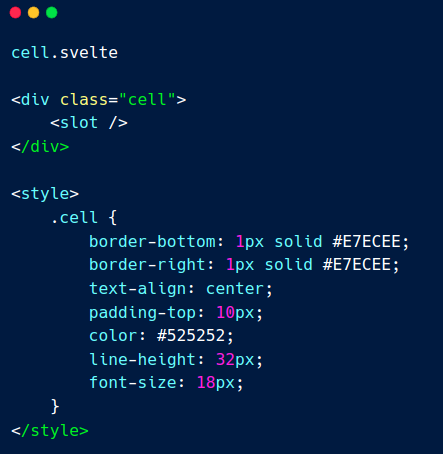 cell.svelte
<div class="cell">
    <slot />
</div>
<style>
    .cell {
        border-bottom: 1px solid #E7ECEE;
        border-right: 1px solid #E7ECEE;
        text-align: center;
        padding-top: 10px;
        color: #525252;
        line-height: 32px;
        font-size: 18px;
    }
</style>